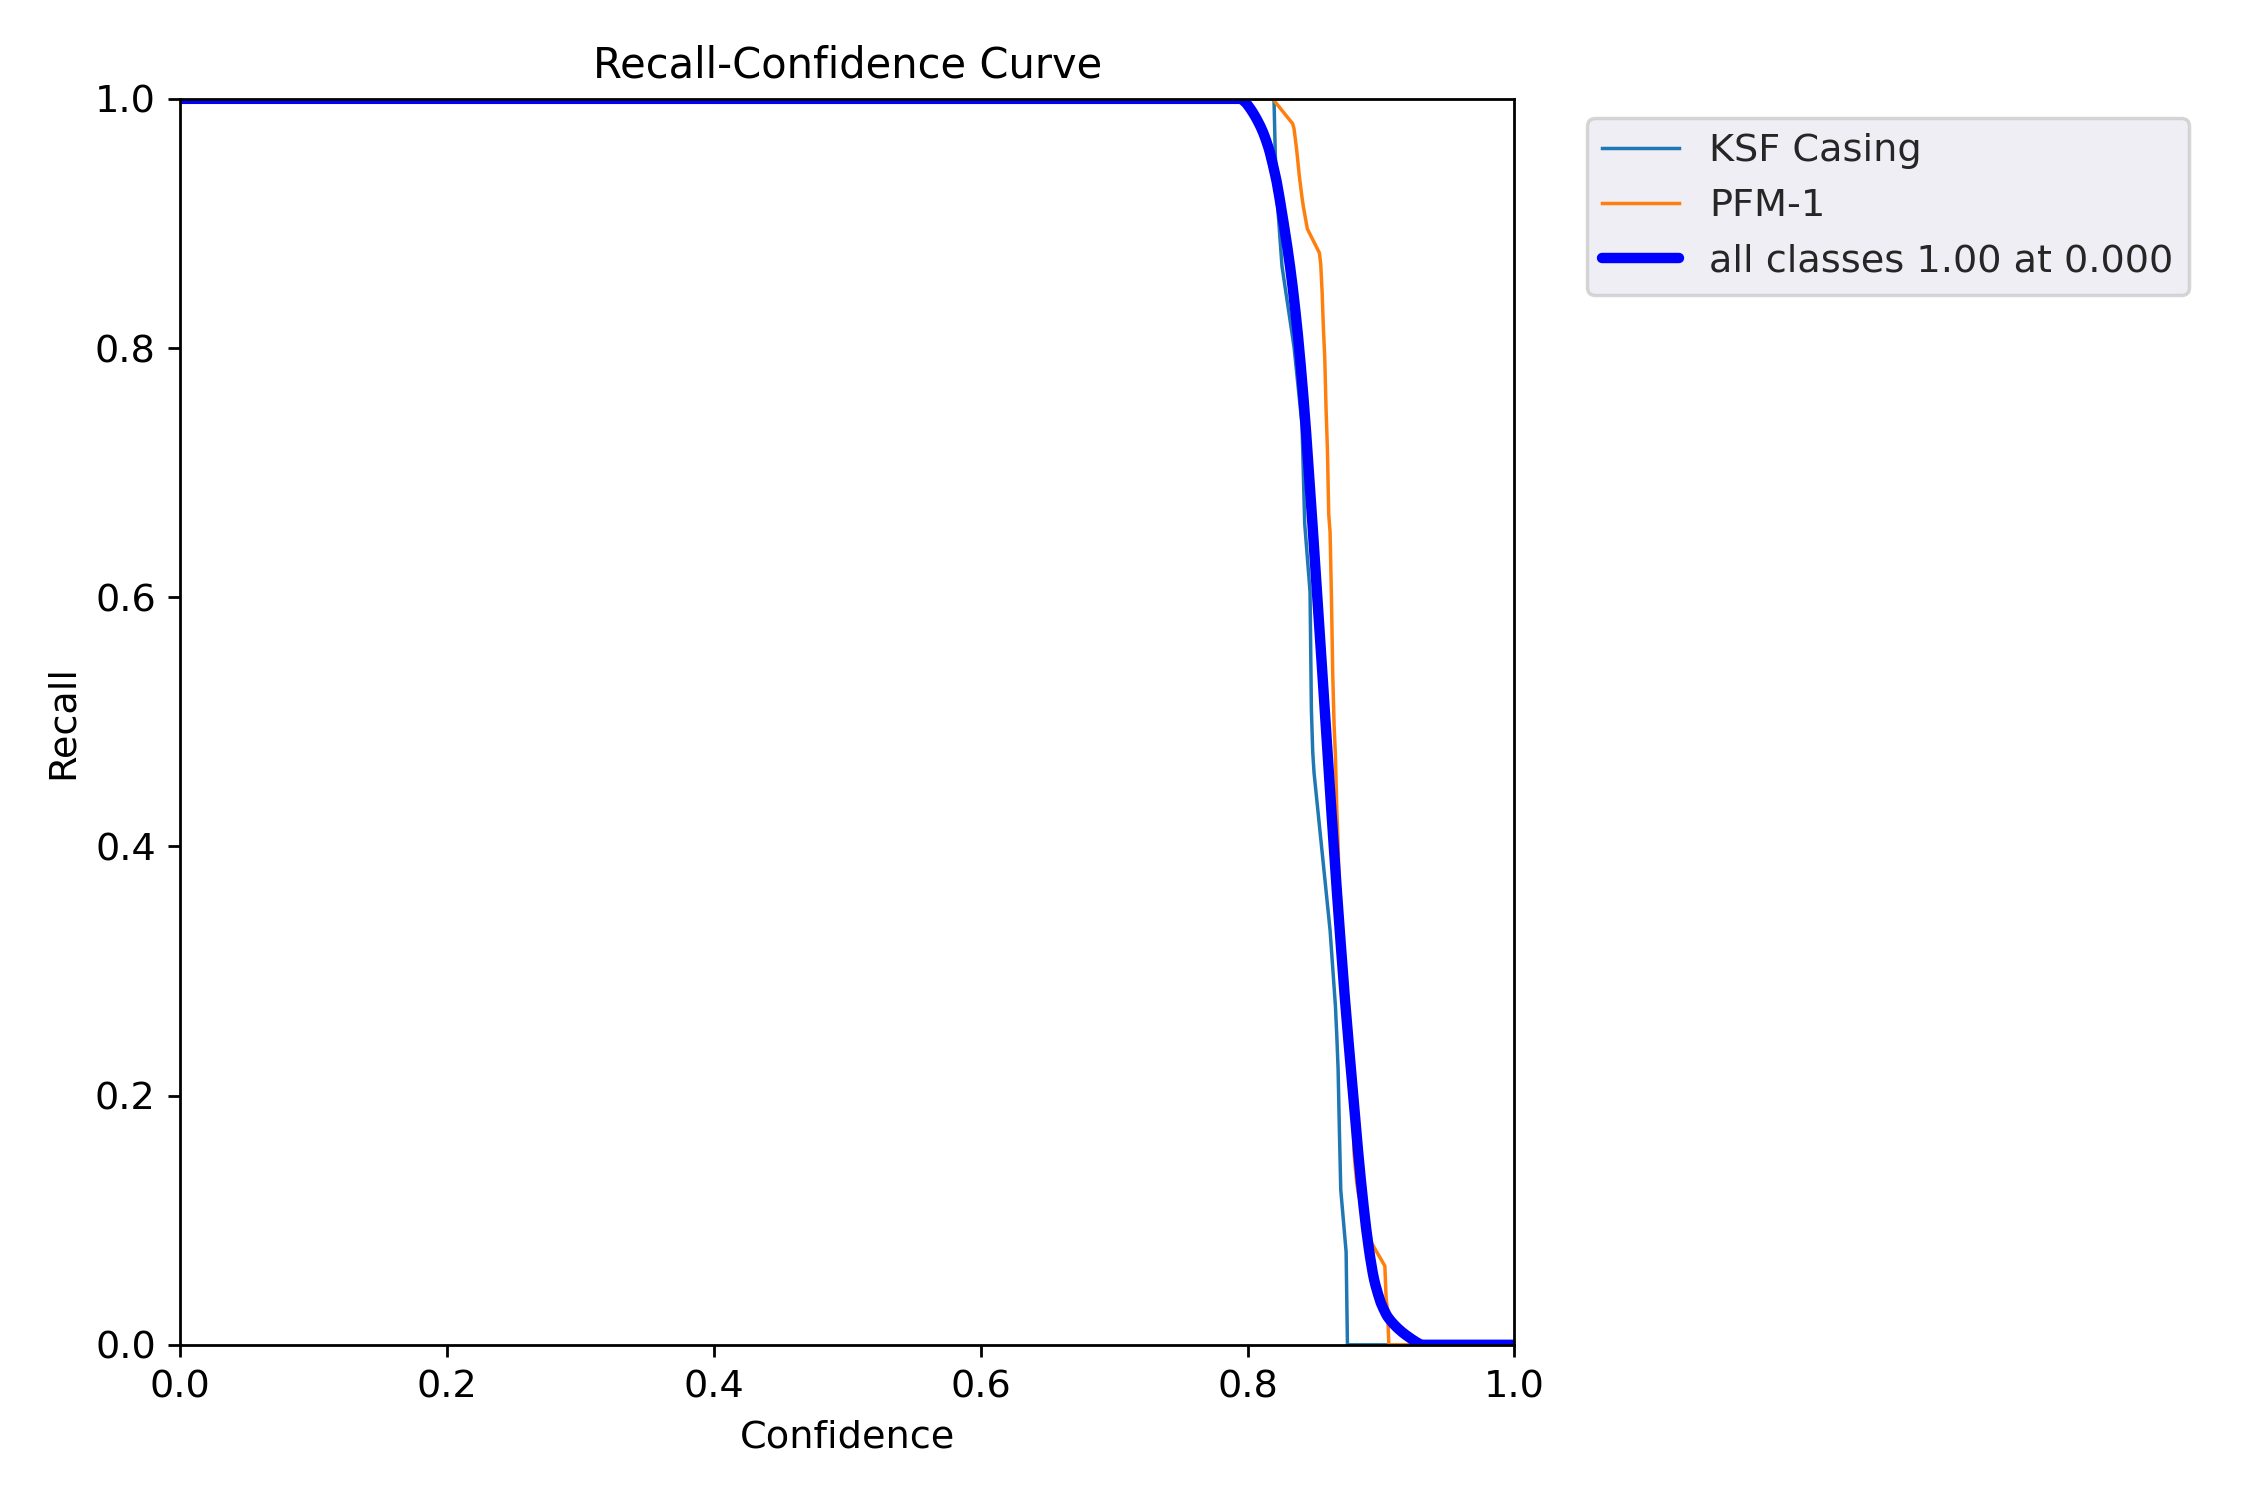 Recall-Confidence Curve
1.0
0.8
0.6
0.4
0.2
0.0
Recall
0.0 0.2 0.4 0.6 0.8 1.0
Confidence
KSF Casing
PFM-1
all classes 1.00 at 0.000